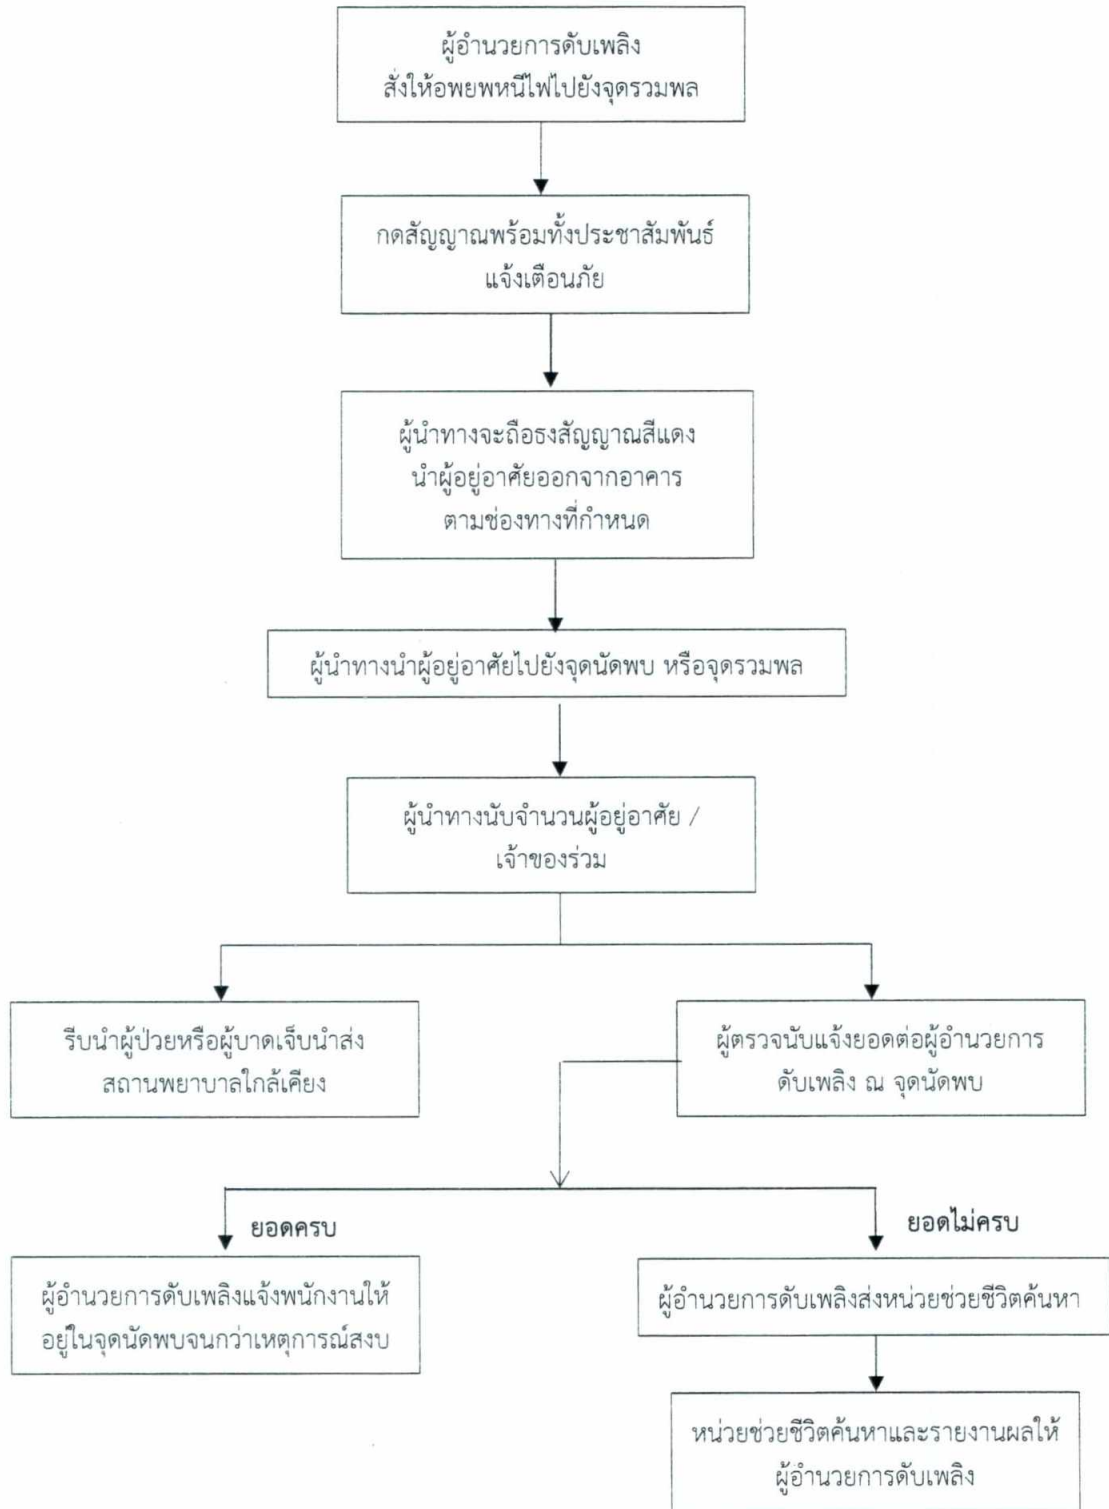 ผู้อำนวยการดับเพลิง
สั่งให้อพยพหนีไฟไปยังจุดรวมพล
กดสัญญาณพร้อมทั้งประชาสัมพันธ์
แจ้งเตือนภัย
ผู้นำทางจะถือธงสัญญาณสีแดง
นำผู้อยู่อาศัยออกจากอาคาร
ตามช่องทางที่กำหนด
ผู้นำทางนำผู้อยู่อาศัยไปยังจุดนัดพบ หรือจุดรวมพล
ผู้นำทางนับจำนวนผู้อยู่อาศัย /
เจ้าของร่วม
รีบนำผู้ป่วยหรือผู้บาดเจ็บนำส่ง
สถานพยาบาลใกล้เคียง
ผู้ตรวจนับแจ้งยอดต่อผู้อำนวยการ
ดับเพลิง ณ จุดนัดพบ
ยอดครบ
ยอดไม่ครบ
ผู้อำนวยการดับเพลิงแจ้งพนักงานให้
อยู่ในจุดนัดพบจนกว่าเหตุการณ์สงบ
ผู้อำนวยการดับเพลิงส่งหน่วยช่วยชีวิตค้นหา
หน่วยช่วยชีวิตค้นหาและรายงานผลให้
ผู้อำนวยการดับเพลิง